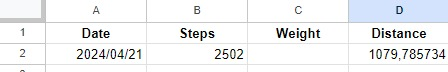 A B C D
1 Date Steps Weight Distance
2 2024/04/21 2502 1079,785734